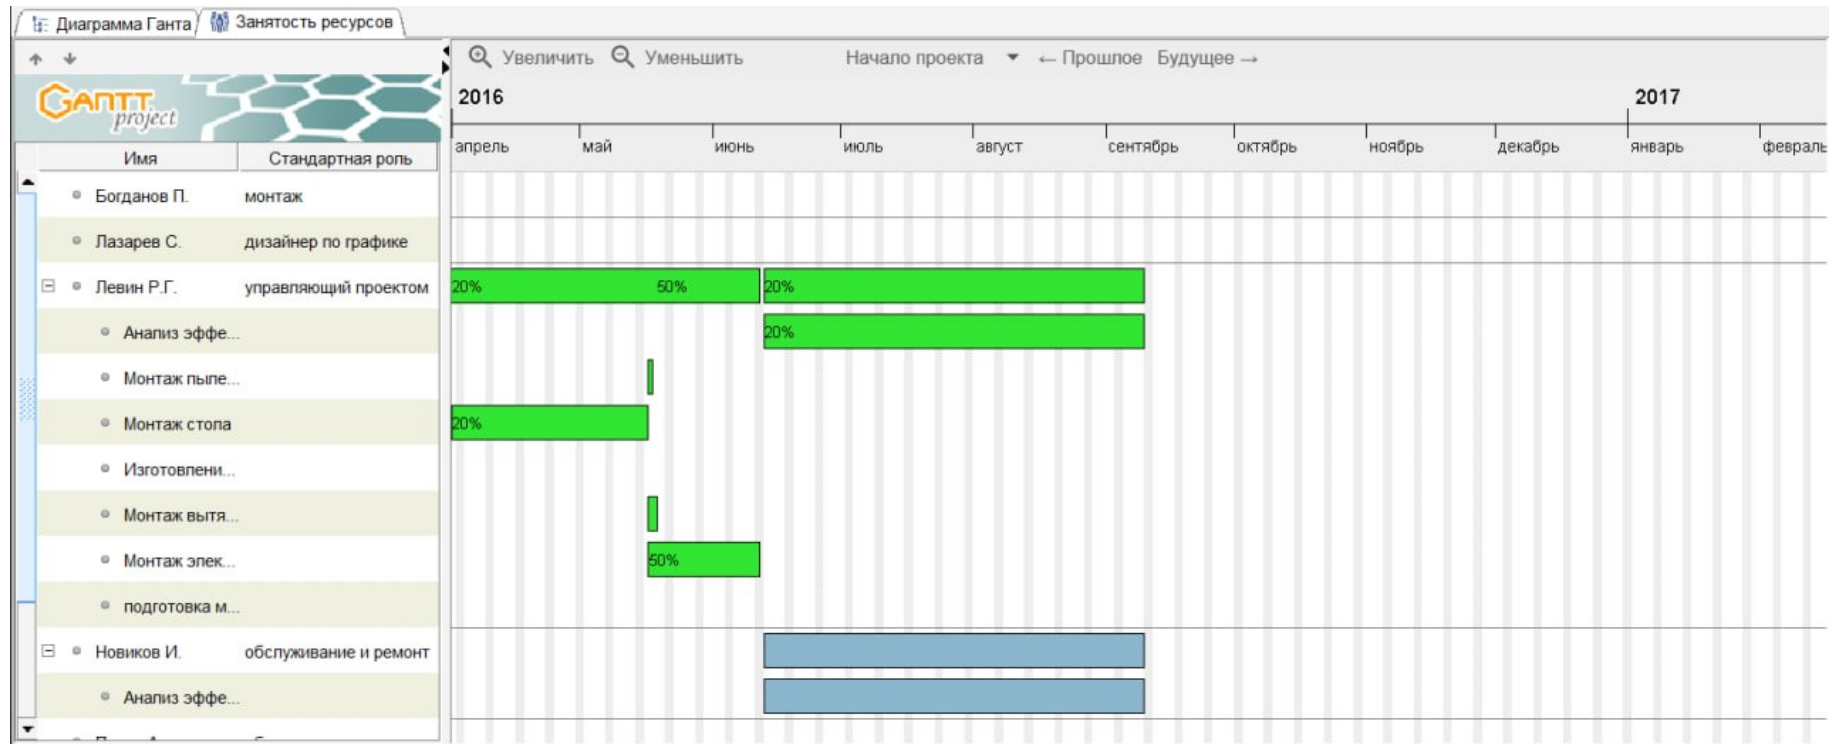 Диаграмма Ганта Занятость ресурсов
Увеличить Уменьшить Начало проекта ← Прошлое Будущее →
GANTT project
2016 2017
апрель май июнь июль август сентябрь октябрь ноябрь декабрь январь февраль
Имя Стандартная роль
Богданов П. монтаж
Лазарев С. дизайнер по графике
Левин Р.Г. управляющий проектом 20% 50% 20%
Анализ эффе... 20%
Монтаж пыле...
Монтаж стола 20%
Изготовлени...
Монтаж вытя...
Монтаж элек... 50%
подготовка м...
Новиков И. обслуживание и ремонт
Анализ эффе...